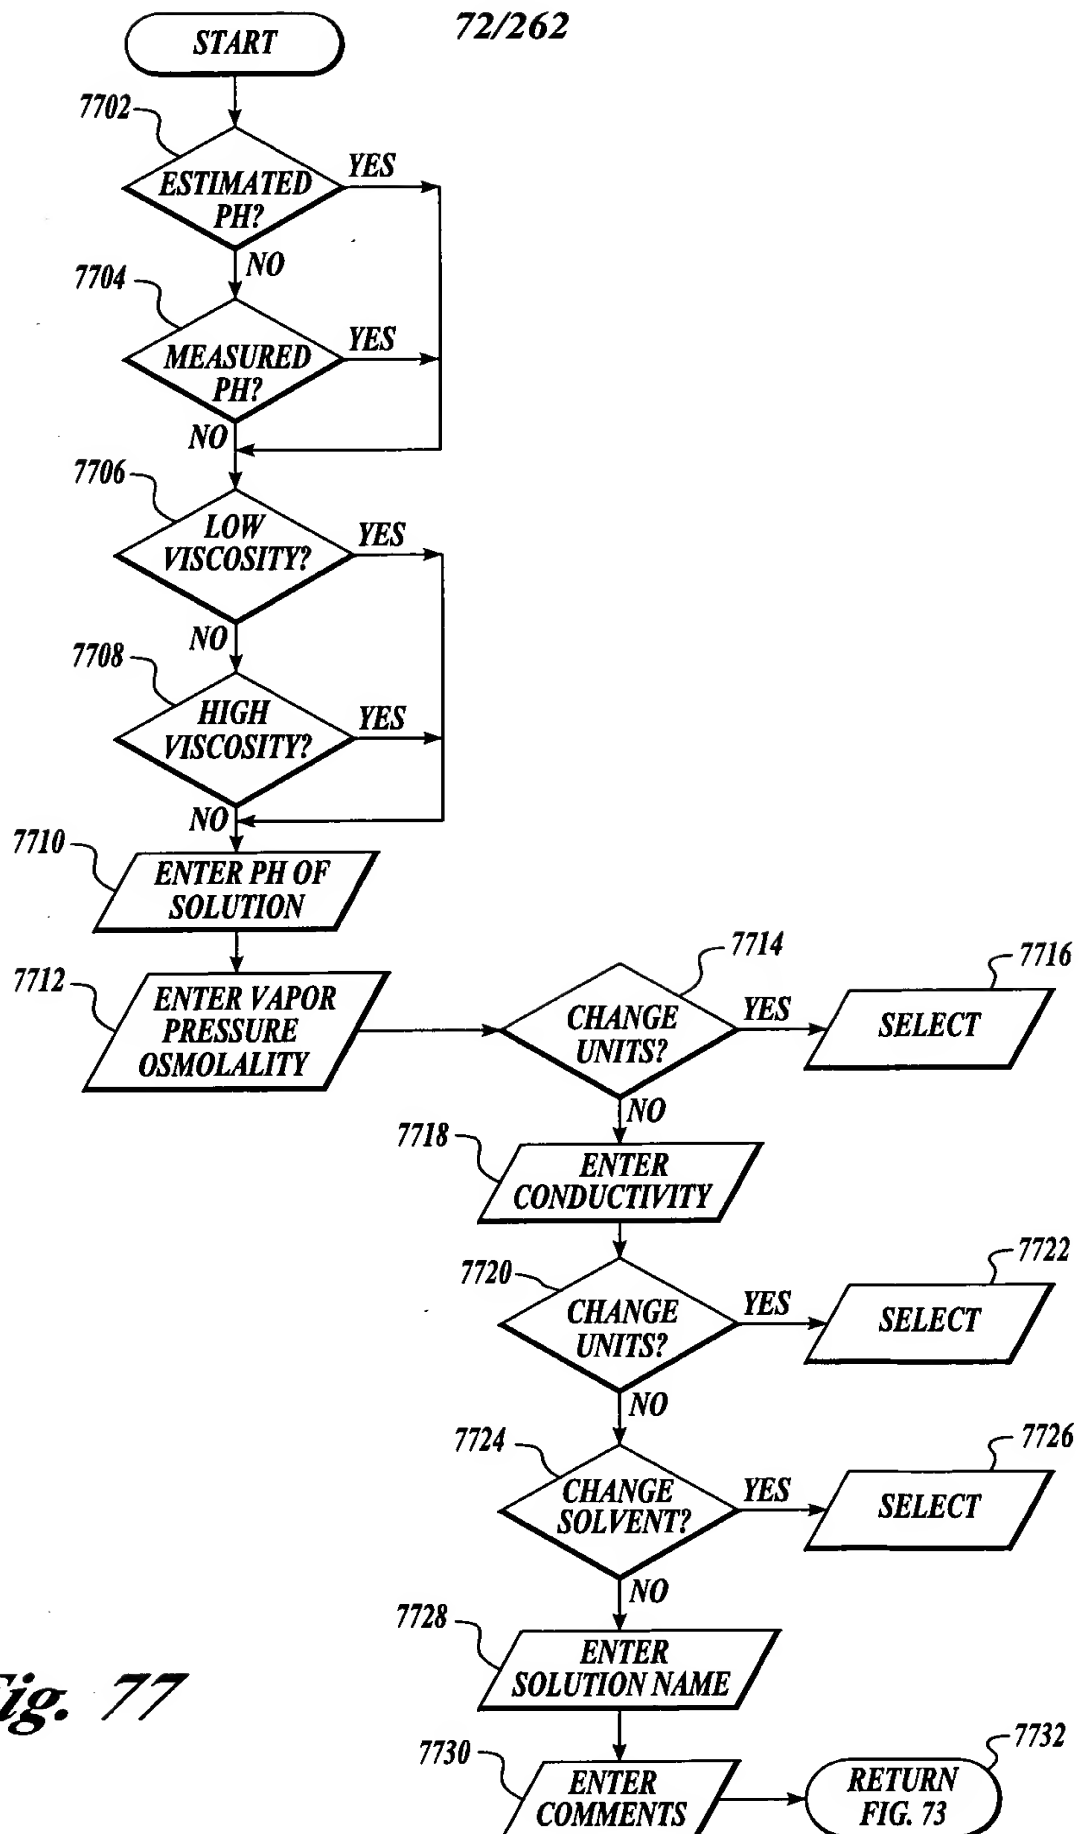 72/262
START
7702
ESTIMATED
PH?
YES
NO
7704
MEASURED
PH?
YES
NO
7706
LOW
VISCOSITY?
YES
NO
7708
HIGH
VISCOSITY?
YES
NO
7710
ENTER PH OF
SOLUTION
7712
ENTER VAPOR
PRESSURE
OSMOLALITY
7714
CHANGE
UNITS?
YES
7716
SELECT
NO
7718
ENTER
CONDUCTIVITY
7720
CHANGE
UNITS?
YES
7722
SELECT
NO
7724
CHANGE
SOLVENT?
YES
7726
SELECT
NO
7728
ENTER
SOLUTION NAME
7730
ENTER
COMMENTS
7732
RETURN
FIG. 73
Fig. 77